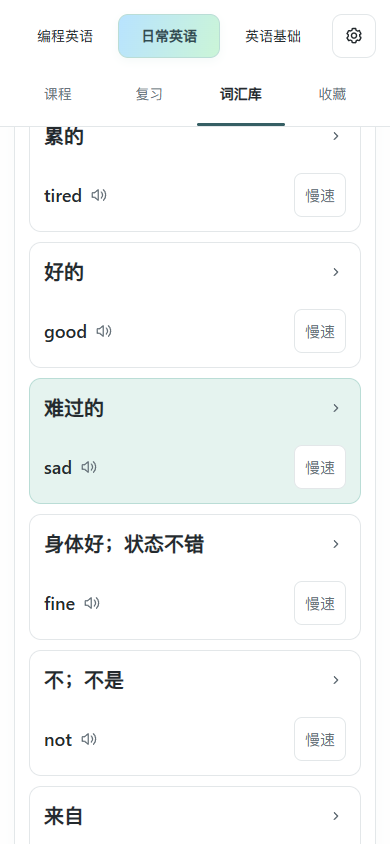 编程英语 日常英语 英语基础
课程 复习 词汇库 收藏
累的
tired 慢速
好的
good 慢速
难过的
sad 慢速
身体好；状态不错
fine 慢速
不；不是
not 慢速
来自